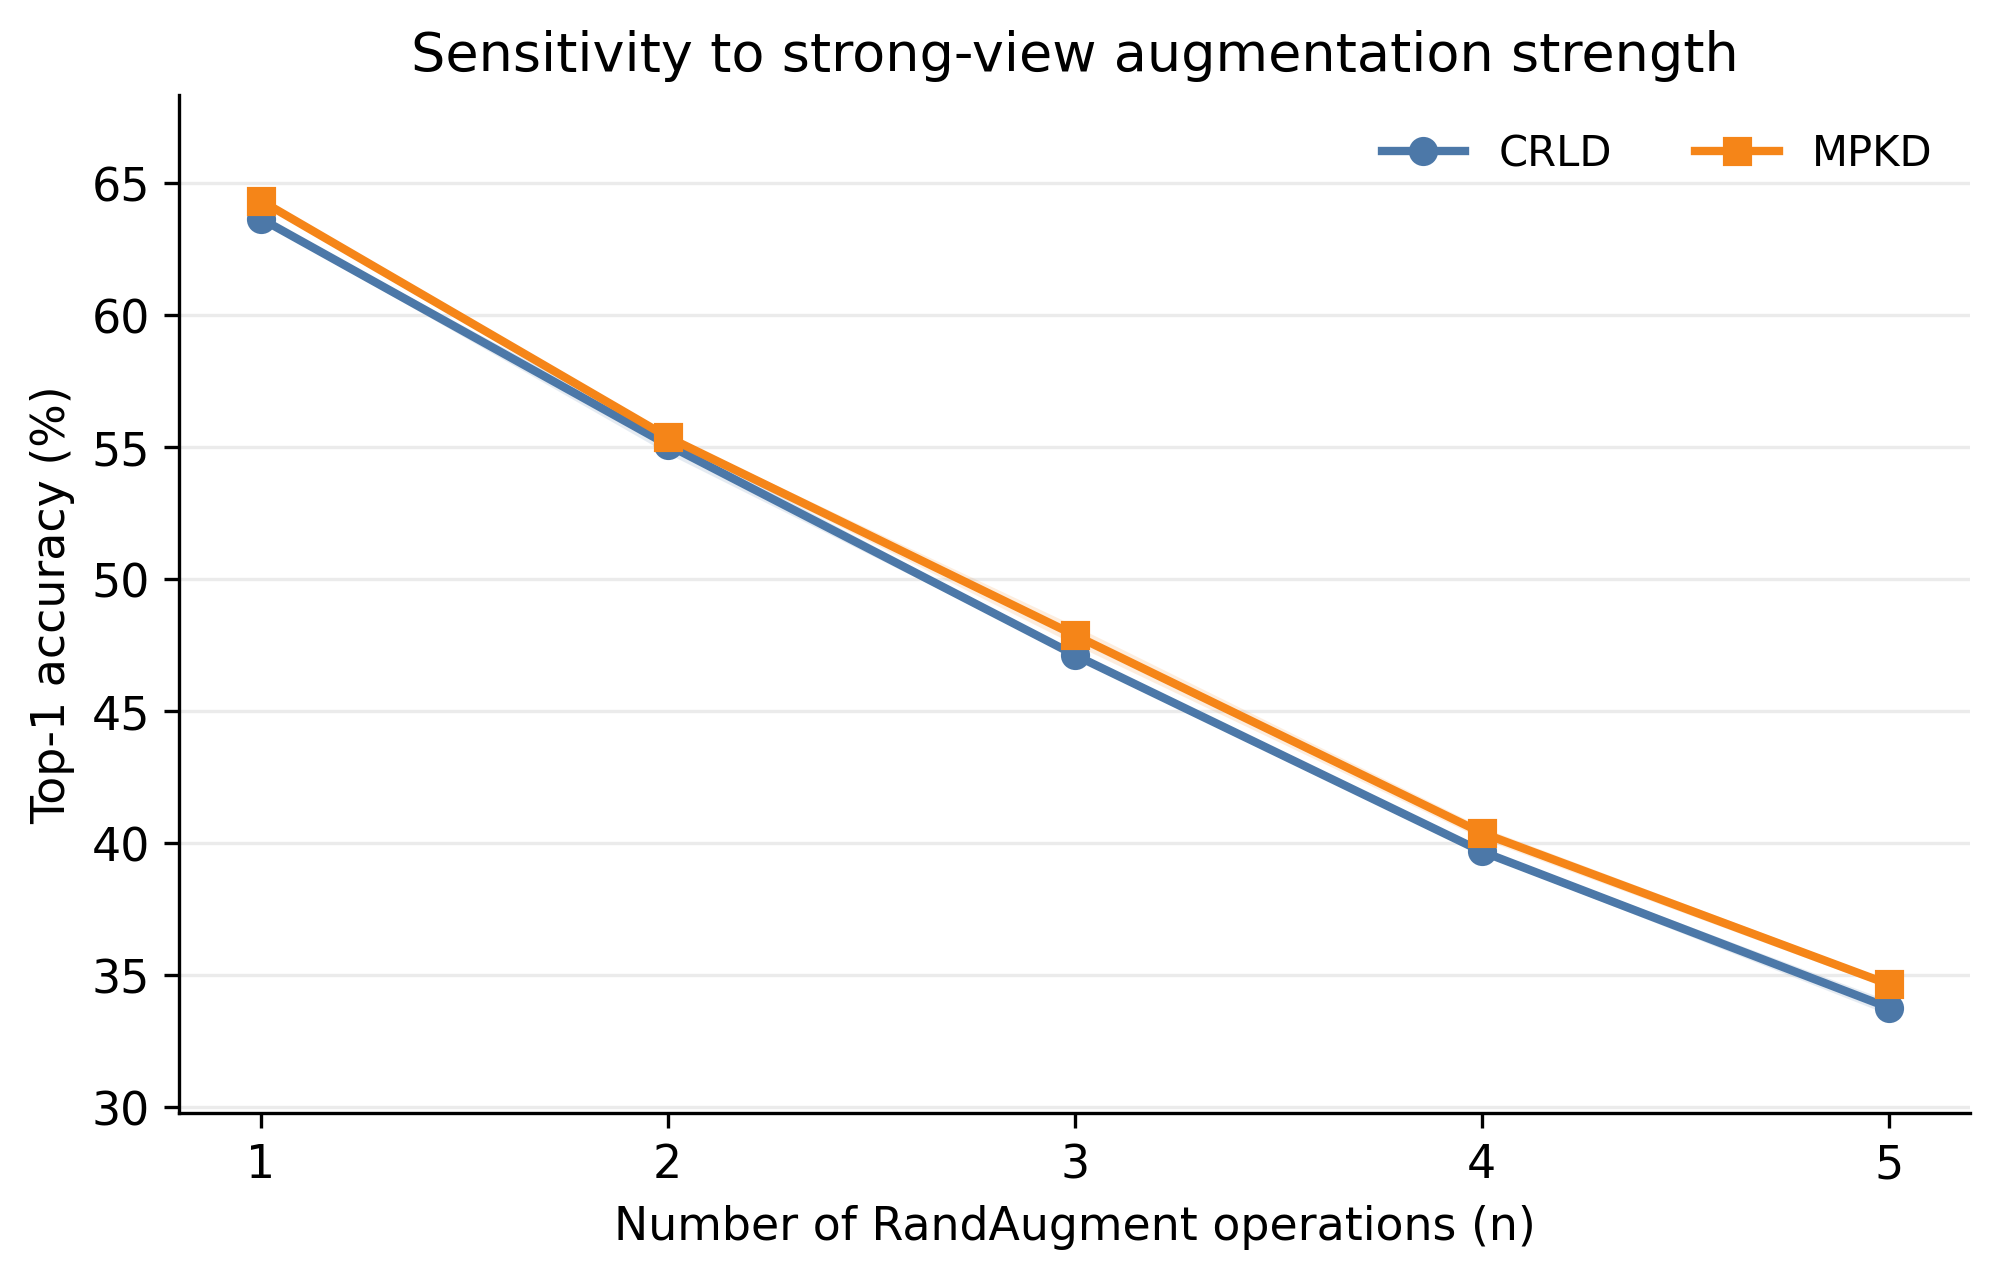 Sensitivity to strong-view augmentation strength
CRLD
MPKD
Top-1 accuracy (%)
65
60
55
50
45
40
35
30
1 2 3 4 5
Number of RandAugment operations (n)